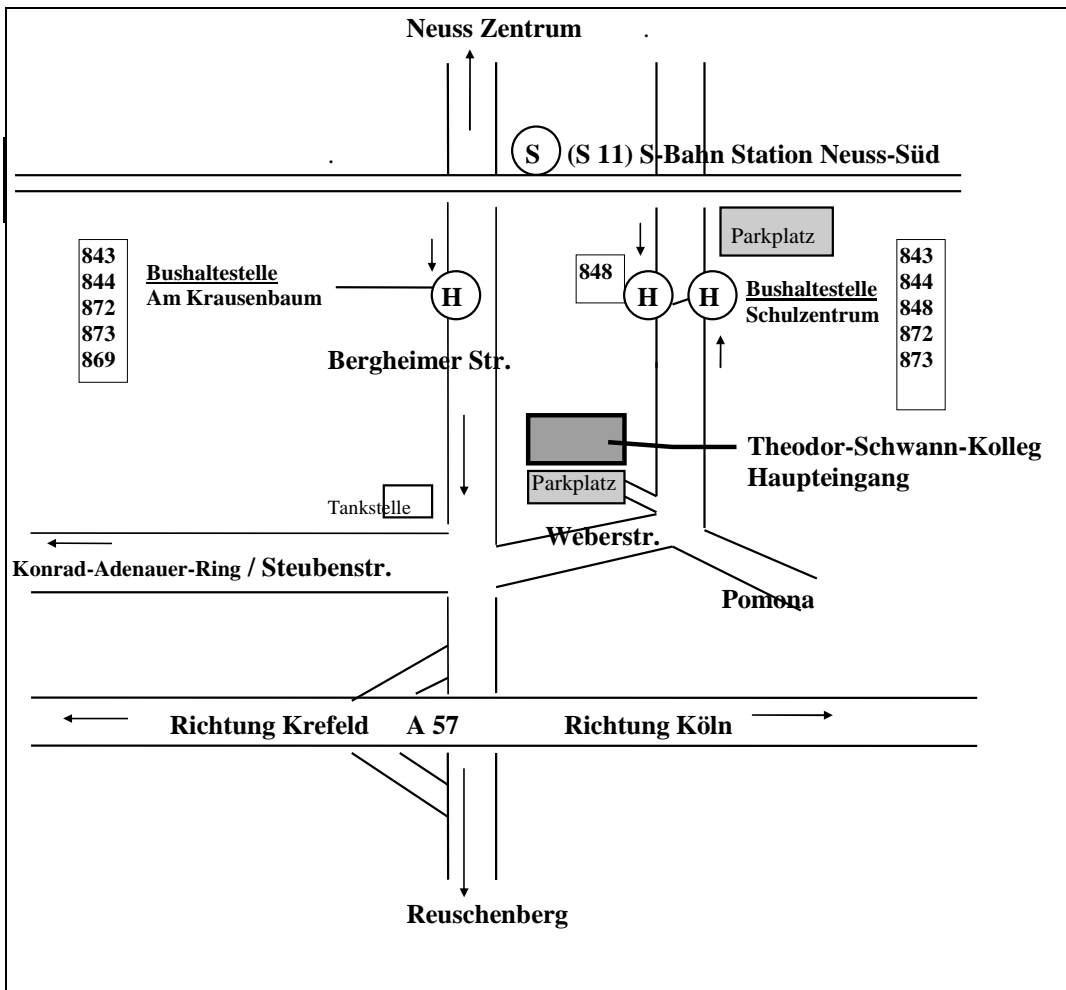 Neuss Zentrum
S (S 11) S-Bahn Station Neuss-Süd
Parkplatz
843
844
872
873
869
Bushaltestelle
Am Krausenbaum
H
848
H
H
Bushaltestelle
Schulzentrum
843
844
848
872
873
Bergheimer Str.
Theodor-Schwann-Kolleg
Haupteingang
Parkplatz
Tankstelle
Weberstr.
Konrad-Adenauer-Ring / Steubenstr.
Pomona
Richtung Krefeld A 57 Richtung Köln
Reuschenberg